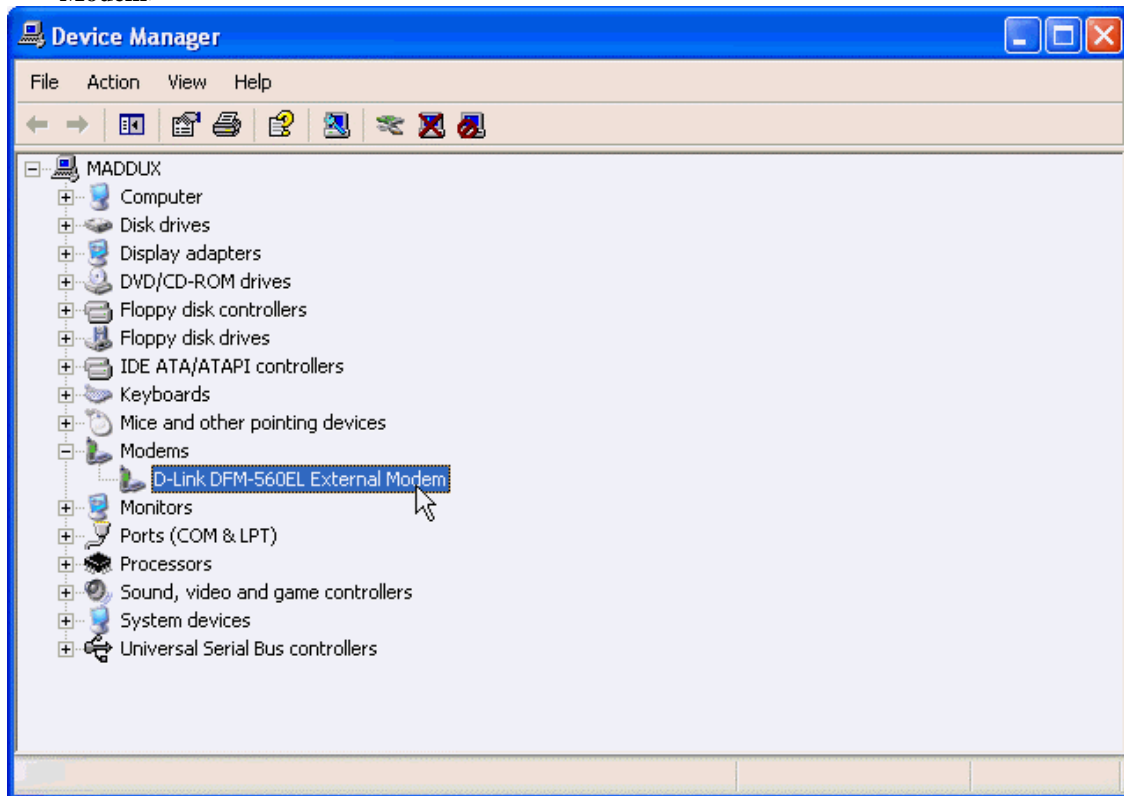 Modem
Device Manager
File Action View Help
MADDUX
Computer
Disk drives
Display adapters
DVD/CD-ROM drives
Floppy disk controllers
Floppy disk drives
IDE ATA/ATAPI controllers
Keyboards
Mice and other pointing devices
Modems
D-Link DFM-560EL External Modem
Monitors
Ports (COM & LPT)
Processors
Sound, video and game controllers
System devices
Universal Serial Bus controllers